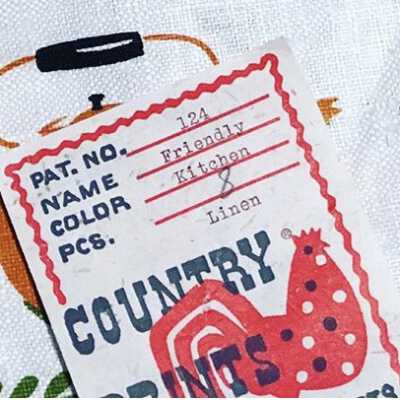 PAT. NO. 124
NAME Friendly
COLOR Kitchen
PCS. 8
Linen
COUNTRY ®
PRINTS